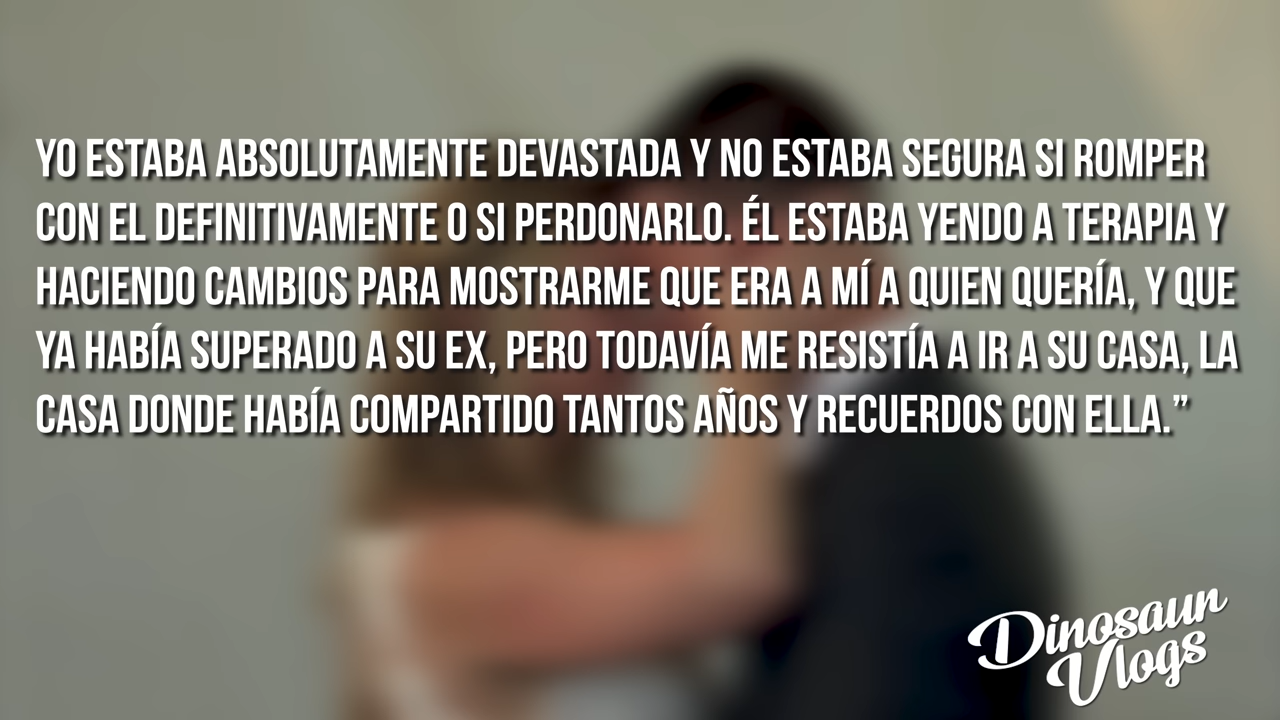 YO ESTABA ABSOLUTAMENTE DEVASTADA Y NO ESTABA SEGURA SI ROMPER
CON EL DEFINITIVAMENTE O SI PERDONARLO. ÉL ESTABA YENDO A TERAPIA Y
HACIENDO CAMBIOS PARA MOSTRARME QUE ERA A MÍ A QUIEN QUERÍA, Y QUE
YA HABÍA SUPERADO A SU EX, PERO TODAVÍA ME RESISTÍA A IR A SU CASA, LA
CASA DONDE HABÍA COMPARTIDO TANTOS AÑOS Y RECUERDOS CON ELLA.”
Dinosaur
Vlogs